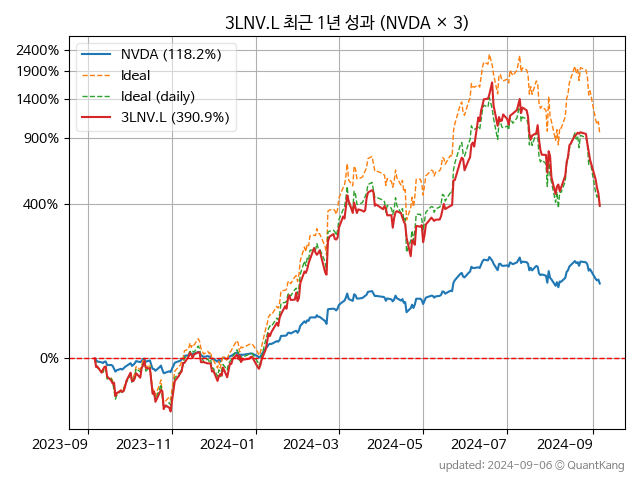 3LNV.L 최근 1년 성과 (NVDA × 3)
2400%
1900%
1400%
900%
400%
0%
NVDA (118.2%)
Ideal
Ideal (daily)
3LNV.L (390.9%)
2023-09
2023-11
2024-01
2024-03
2024-05
2024-07
2024-09
updated: 2024-09-06 © QuantKang